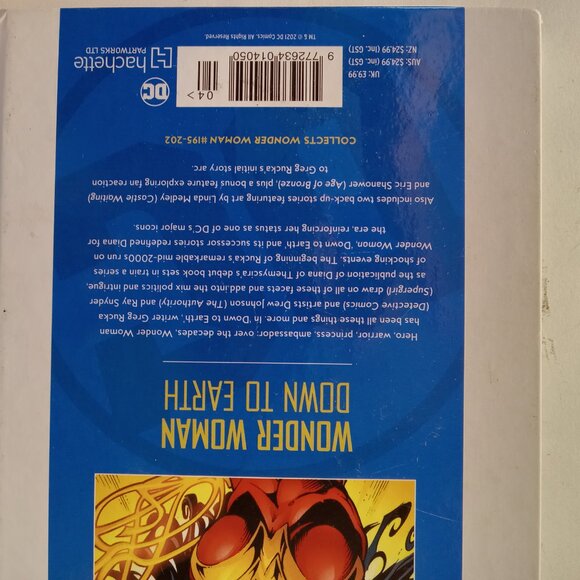 WONDER WOMAN
DOWN TO EARTH
Hero, warrior, princess, ambassador: over the decades, Wonder Woman
has been all these things and more. In 'Down to Earth', writer Greg Rucka
(Detective Comics) and artists Drew Johnson (The Authority) and Ray Snyder
(Supergirl) draw on all of these facets and add into the mix politics and intrigue,
as the publication of Diana of Themyscira's debut book sets in train a series
of shocking events. The beginning of Rucka's remarkable mid-2000s run on
Wonder Woman, 'Down to Earth' and its successor stories redefined Diana for
the era, reinforcing her status as one of DC's major icons.
Also includes two back-up stories featuring art by Linda Medley (Castle Waiting)
and Eric Shanower (Age of Bronze), plus a bonus feature exploring fan reaction
to Greg Rucka's initial story arc.
COLLECTS WONDER WOMAN #195-202
UK: £9.99
AUS: $24.99 (inc GST)
NZ: $24.99 (inc GST)
04>
9 772634 014050
DC
hachette
PARTWORKS LTD
TM & © 2021 DC Comics. All Rights Reserved.